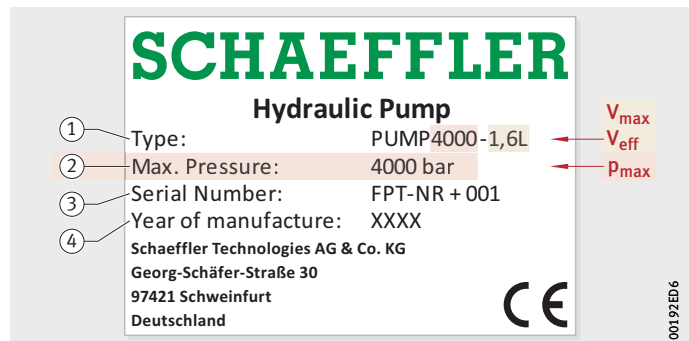 SCHAEFFLER
Hydraulic Pump
Vmax
1 Type: PUMP4000-1,6L Veff
2 Max. Pressure: 4000 bar pmax
3 Serial Number: FPT-NR + 001
4 Year of manufacture: XXXX
Schaeffler Technologies AG & Co. KG
Georg-Schäfer-Straße 30
97421 Schweinfurt
Deutschland
CE
00192ED6